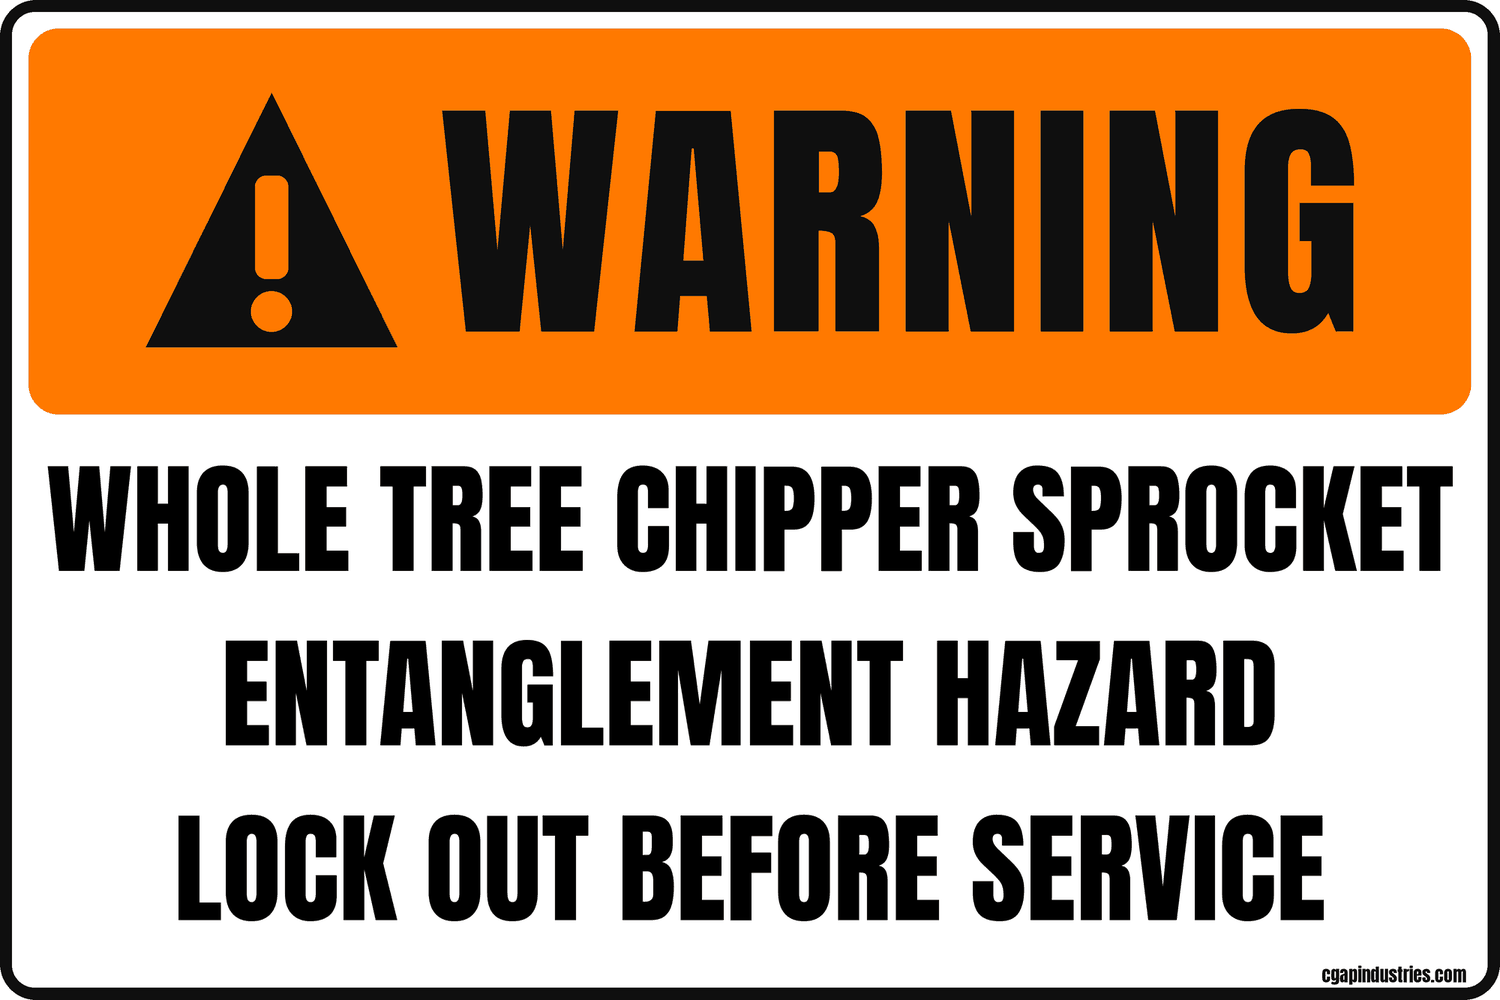 WARNING
WHOLE TREE CHIPPER SPROCKET
ENTANGLEMENT HAZARD
LOCK OUT BEFORE SERVICE
cgapindustries.com